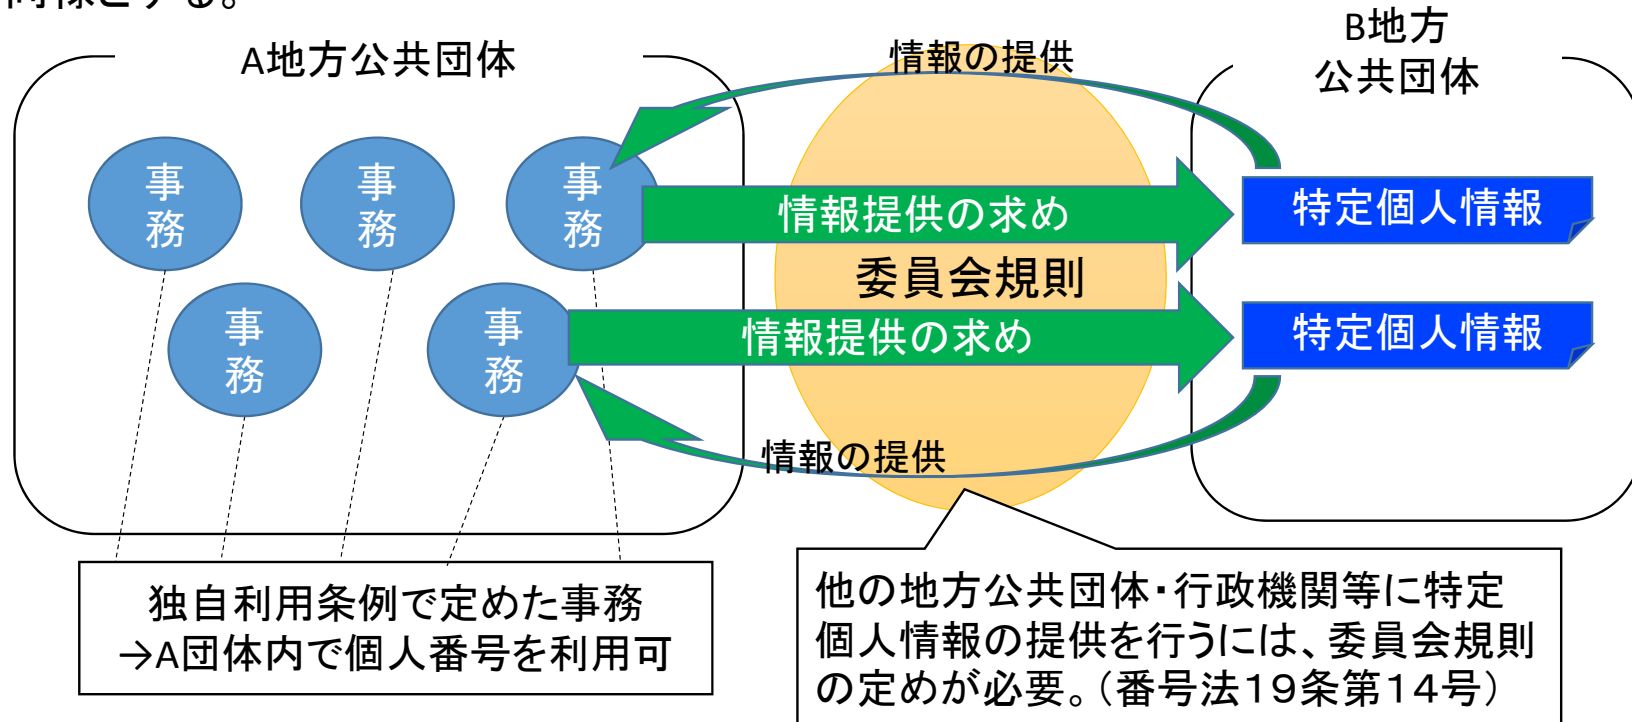 同様とする。
A地方公共団体
B地方
公共団体
情報の提供
事務
事務
事務
情報提供の求め
特定個人情報
委員会規則
事務
事務
情報提供の求め
特定個人情報
情報の提供
独自利用条例で定めた事務
→A団体内で個人番号を利用可
他の地方公共団体・行政機関等に特定
個人情報の提供を行うには、委員会規則
の定めが必要。（番号法１９条第１４号）